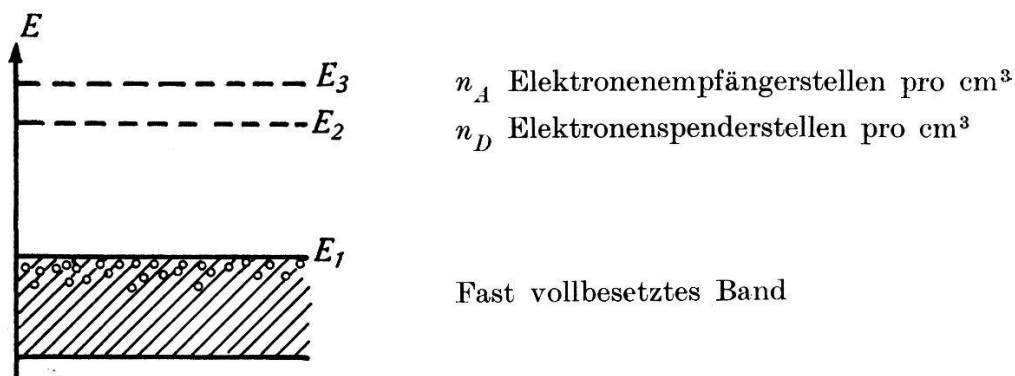 E
E₃ n_A Elektronenempfängerstellen pro cm³
E₂ n_D Elektronenspenderstellen pro cm³
E₁
Fast vollbesetztes Band